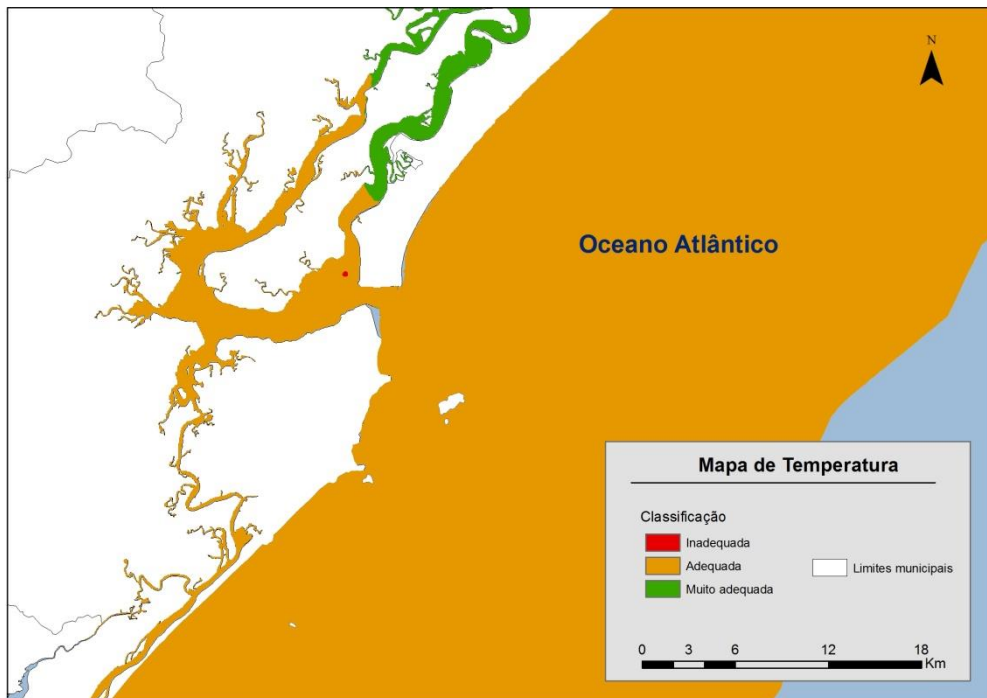 N
Oceano Atlântico
Mapa de Temperatura
Classificação
Inadequada
Adequada
Muito adequada
Limites municipais
0 3 6 12 18
Km